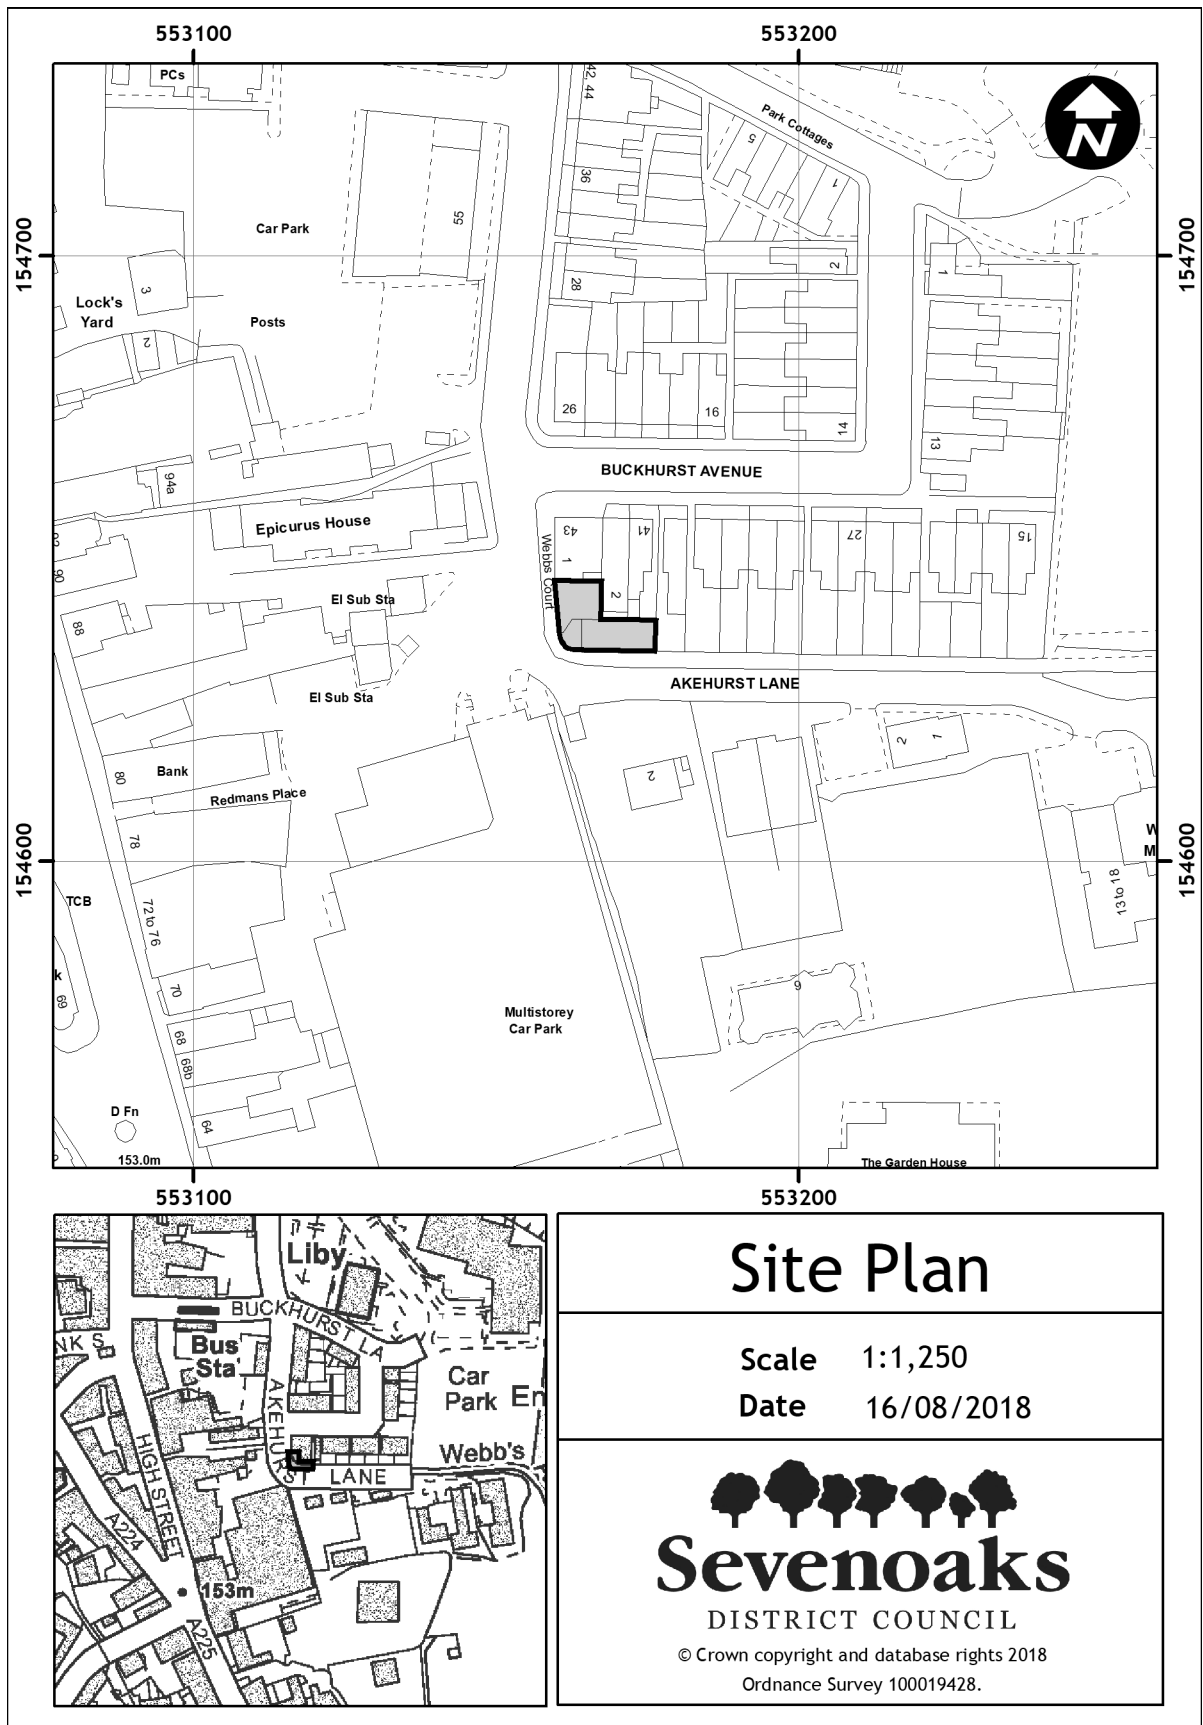 553100
553200
PCs
42, 44
Park Cottages
5
1
36
55
Car Park
154700
154700
2
1
28
3
Lock's
Yard
Posts
2
26
16
14
13
BUCKHURST AVENUE
94a
Epicurus House
43
41
27
15
Webbs Court
1
90
El Sub Sta
2
88
AKEHURST LANE
El Sub Sta
2
1
Bank
80
2
Redmans Place
78
154600
154600
W
M
TCB
72 to 76
13 to 18
k
69
70
9
Multistorey
Car Park
68
68b
D Fn
64
153.0m
The Garden House
553100
553200
Liby
BUCKHURST LA
NK S
Bus
Sta
Car
Park
En
AKEHURST
LANE
Webb's
HIGH STREET
A224
153m
A225
Site Plan
Scale 1:1,250
Date 16/08/2018
Sevenoaks
DISTRICT COUNCIL
© Crown copyright and database rights 2018
Ordnance Survey 100019428.
N